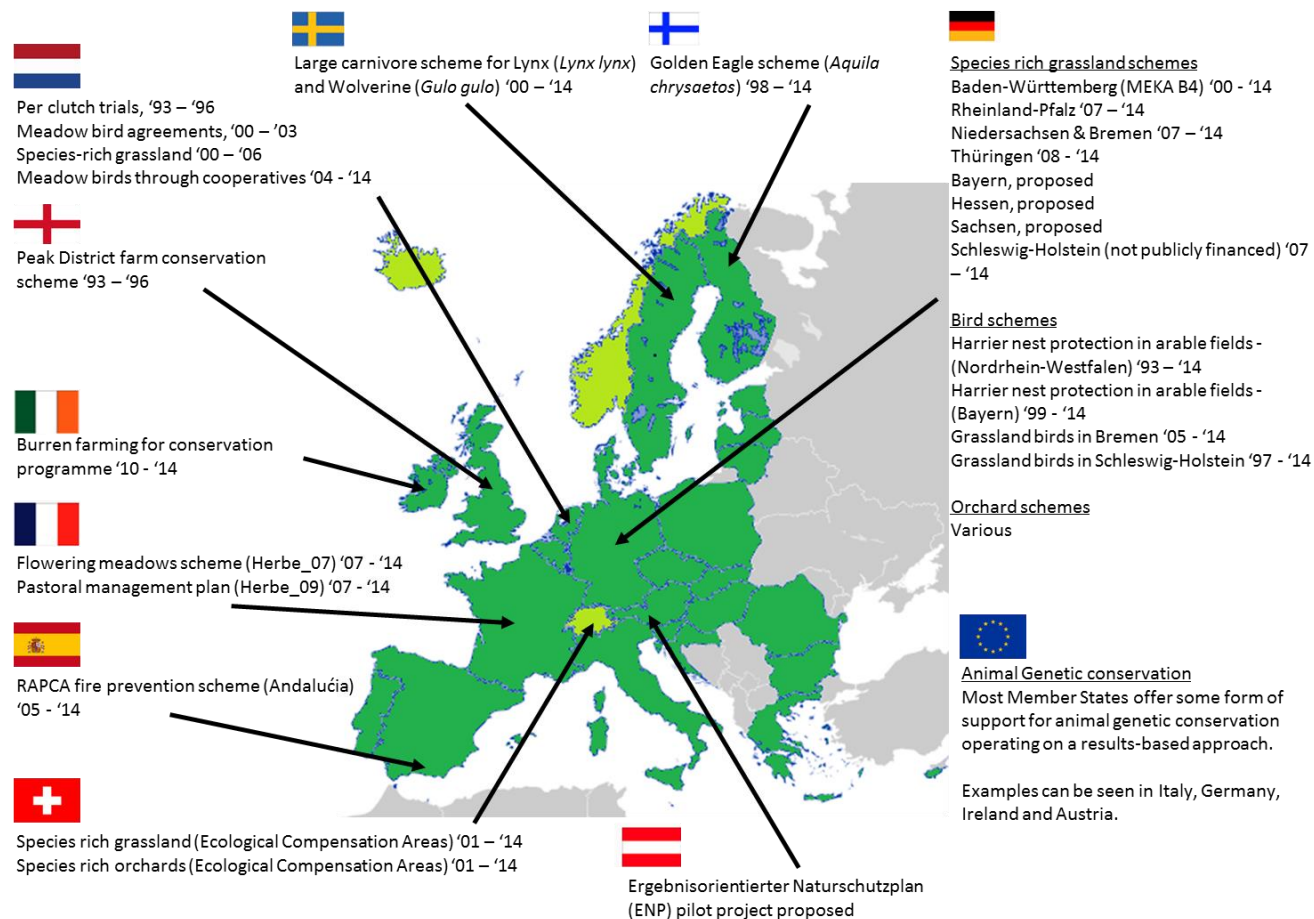 Per clutch trials, ‘93 – ‘96
Meadow bird agreements, ‘00 – ’03
Species-rich grassland ‘00 – ‘06
Meadow birds through cooperatives ‘04 - ‘14
Large carnivore scheme for Lynx (Lynx lynx)
and Wolverine (Gulo gulo) ‘00 – ‘14
Golden Eagle scheme (Aquila
chrysaetos) ‘98 – ‘14
Species rich grassland schemes
Baden-Württemberg (MEKA B4) ‘00 - ‘14
Rheinland-Pfalz ‘07 – ‘14
Niedersachsen & Bremen ‘07 – ‘14
Thüringen ‘08 - ‘14
Bayern, proposed
Hessen, proposed
Sachsen, proposed
Schleswig-Holstein (not publicly financed) ‘07
– ‘14
Bird schemes
Harrier nest protection in arable fields -
(Nordrhein-Westfalen) ‘93 – ‘14
Harrier nest protection in arable fields -
(Bayern) ‘99 - ‘14
Grassland birds in Bremen ‘05 - ‘14
Grassland birds in Schleswig-Holstein ‘97 - ‘14
Orchard schemes
Various
Peak District farm conservation
scheme ‘93 – ‘96
Burren farming for conservation
programme ‘10 - ‘14
Flowering meadows scheme (Herbe_07) ‘07 - ‘14
Pastoral management plan (Herbe_09) ‘07 - ‘14
RAPCA fire prevention scheme (Andalućia)
‘05 - ‘14
Species rich grassland (Ecological Compensation Areas) ‘01 – ‘14
Species rich orchards (Ecological Compensation Areas) ‘01 – ‘14
Ergebnisorientierter Naturschutzplan
(ENP) pilot project proposed
Animal Genetic conservation
Most Member States offer some form of
support for animal genetic conservation
operating on a results-based approach.
Examples can be seen in Italy, Germany,
Ireland and Austria.